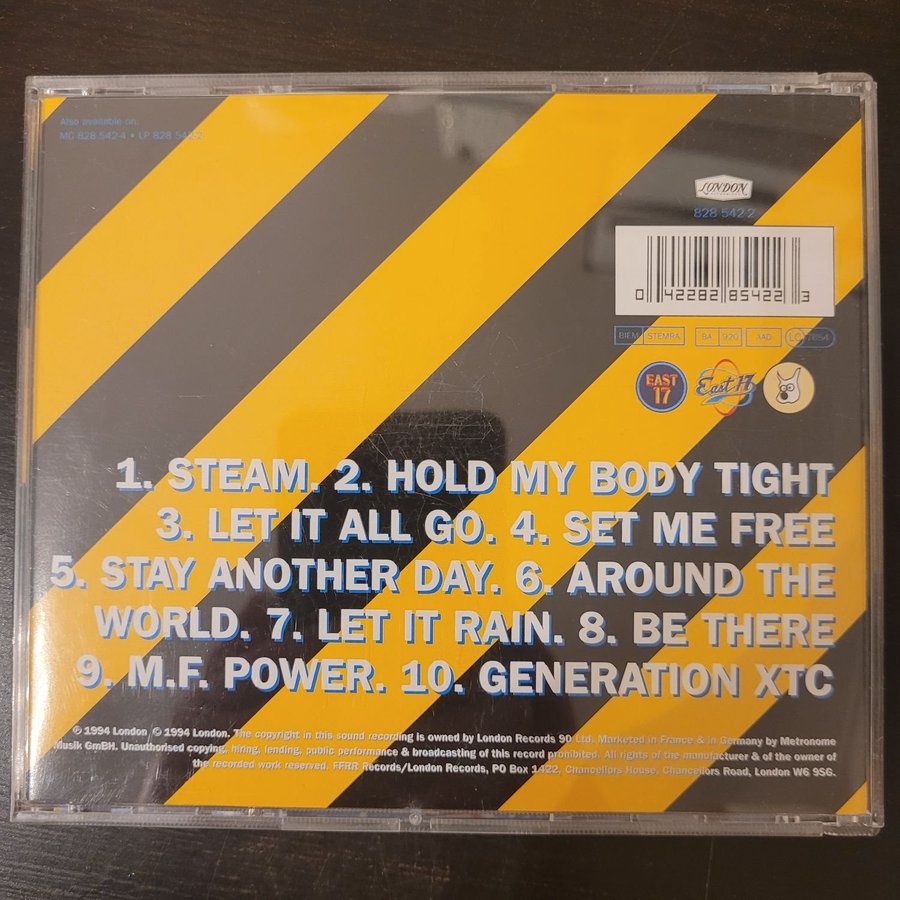 Also available on:
MC 828 542-4 • LP 828 542-1
LONDON
828 542-2
0 42282 85422 3
BIEM STEMRA BA 920 AAD LC 7654
EAST 17 East 17
1. STEAM. 2. HOLD MY BODY TIGHT
3. LET IT ALL GO. 4. SET ME FREE
5. STAY ANOTHER DAY. 6. AROUND THE
WORLD. 7. LET IT RAIN. 8. BE THERE
9. M.F. POWER. 10. GENERATION XTC
℗ 1994 London © 1994 London. The copyright in this sound recording is owned by London Records 90 Ltd. Marketed in France & in Germany by Metronome
Musik GmBH. Unauthorised copying, hiring, lending, public performance & broadcasting of this record prohibited. All rights of the manufacturer & of the owner of
the recorded work reserved. FFRR Records/London Records, PO Box 1422, Chancellors House, Chancellors Road, London W6 9SG.